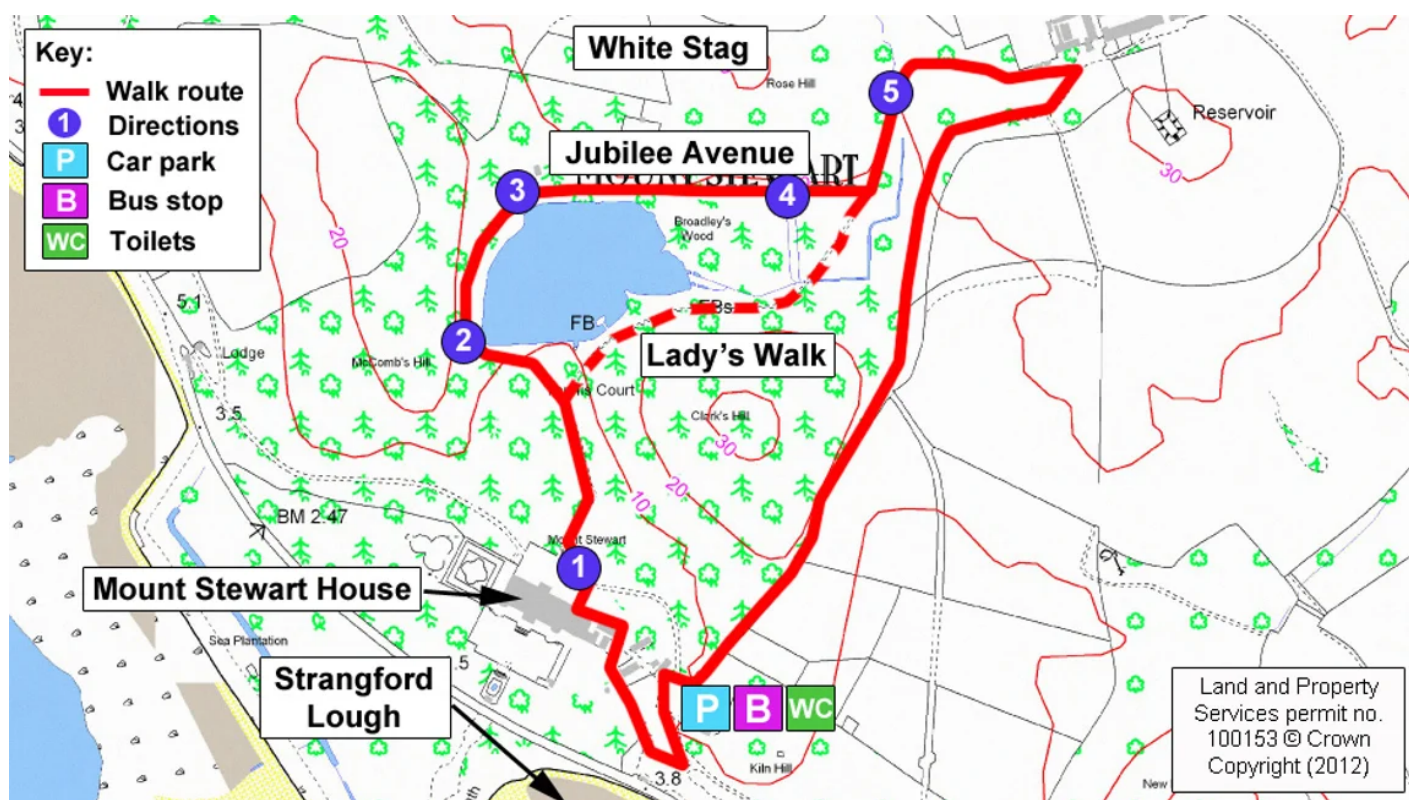 Key:
Walk route
1
Directions
P
Car park
B
Bus stop
WC
Toilets
White Stag
Rose Hill
5
Reservoir
30
Jubilee Avenue
MOUNT STEWART
3
4
20
Broadley's
Wood
5.1
FB
FBs
2
Lodge
McComb's Hill
Lady's Walk
Court
3.5
Clark's Hill
30
20
10
BM 2.47
Mount Stewart
1
Mount Stewart House
Sea Plantation
.5
Strangford
Lough
P
B
WC
Kiln Hill
3.8
New
Land and Property
Services permit no.
100153 © Crown
Copyright (2012)